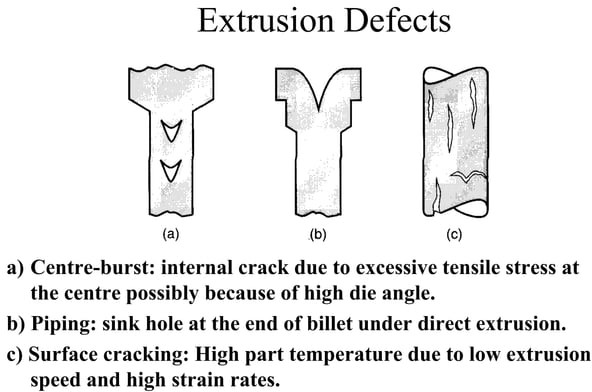 Extrusion Defects
(a) (b) (c)
a) Centre-burst: internal crack due to excessive tensile stress at
the centre possibly because of high die angle.
b) Piping: sink hole at the end of billet under direct extrusion.
c) Surface cracking: High part temperature due to low extrusion
speed and high strain rates.